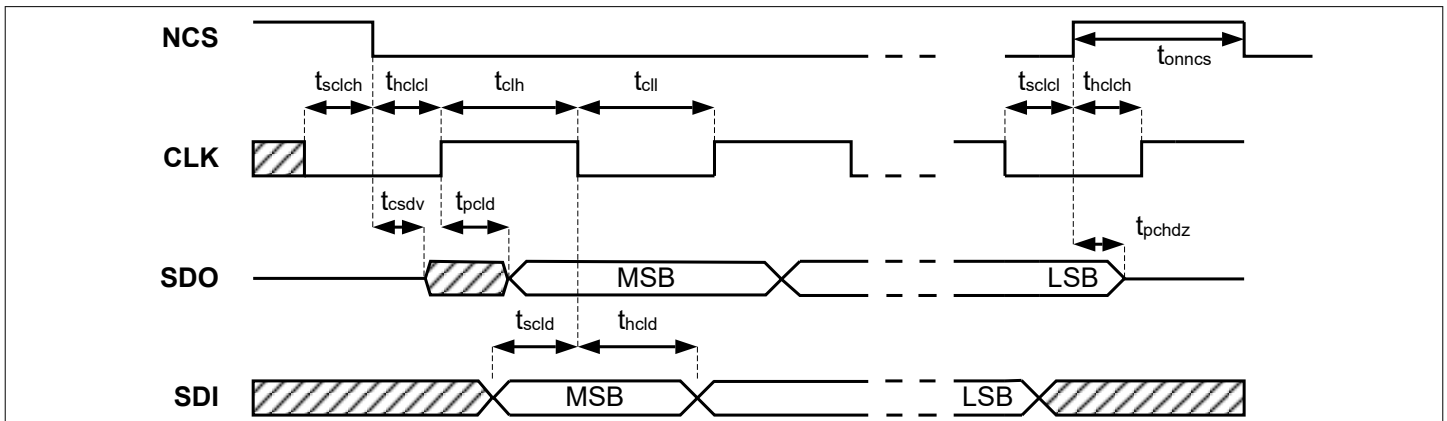 NCS
tonncs
tsclch thclcl tclh tcll tsclcl thclch
CLK
tcsdv tpcld tpchdz
SDO MSB LSB
tscld thcld
SDI MSB LSB